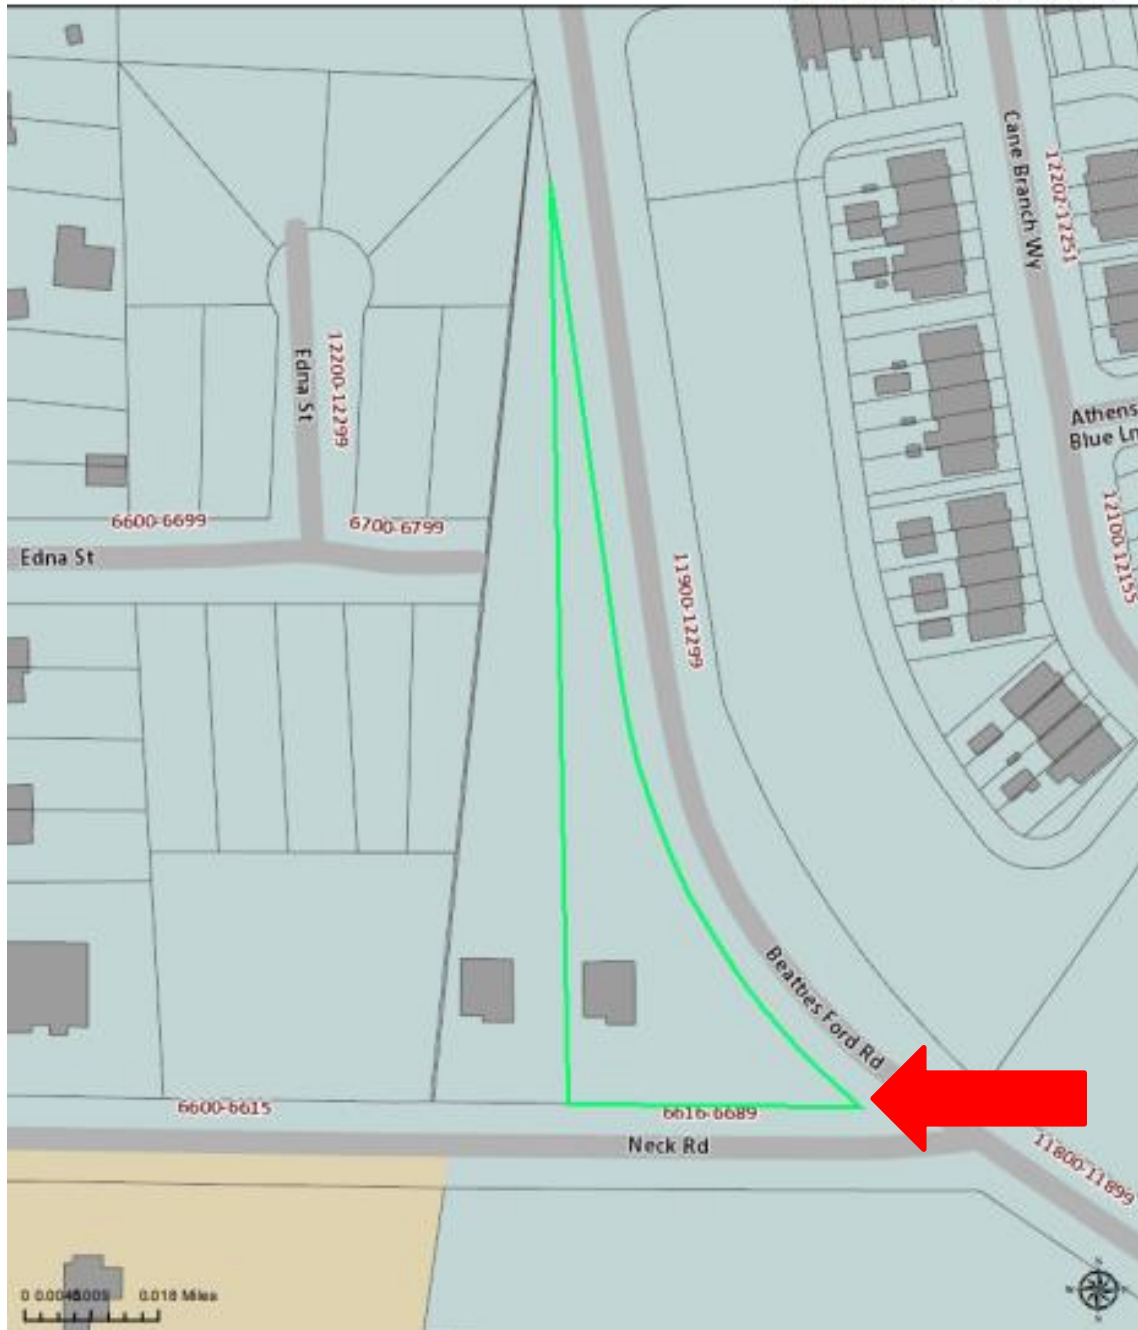 Cane Branch Wy
12202-12251
Edna St
12200-12299
Athens
Blue Ln
6600-6699
6700-6799
Edna St
12100-12155
11900-12299
Beatties Ford Rd
6600-6615
6616-6689
Neck Rd
11800-11899
0.018 Miles